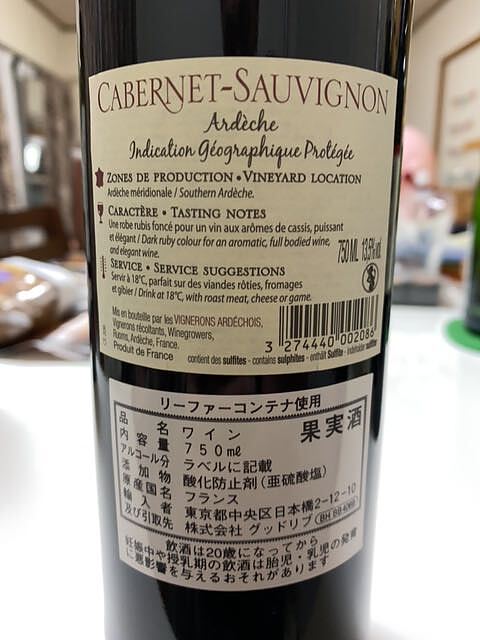 CABERNET-SAUVIGNON
Ardèche
Indication Géographique Protégée
ZONES DE PRODUCTION • VINEYARD LOCATION
Ardèche méridionale / Southern Ardèche.
CARACTÈRE • TASTING NOTES
Une robe rubis foncé pour un vin aux arômes de cassis, puissant
et élégant / Dark ruby colour for an aromatic, full bodied wine,
and elegant wine.
750 ML 13,5% vol.
SERVICE • SERVICE SUGGESTIONS
Servir à 18°C, parfait sur des viandes rôties, fromages
et gibier / Drink at 18°C, with roast meat, cheese or game.
Mis en bouteille par les VIGNERONS ARDÉCHOIS,
Vignerons récoltants, Winegrowers,
Ruoms, Ardèche, France.
Produit de France
3 274440 002086
contient des sulfites - contains sulphites - enthält Sulfite -
リーファーコンテナ使用
果実酒
品名 ワイン
内容量 750mℓ
アルコール分 ラベルに記載
添加物 酸化防止剤(亜硫酸塩)
原産国名 フランス
輸入者 東京都中央区日本橋2-12-10
及び引取先 株式会社 グッドリブ
飲酒は20歳になってから
妊娠中や授乳期の飲酒は胎児・乳児の発育
に悪影響を与えるおそれがあります